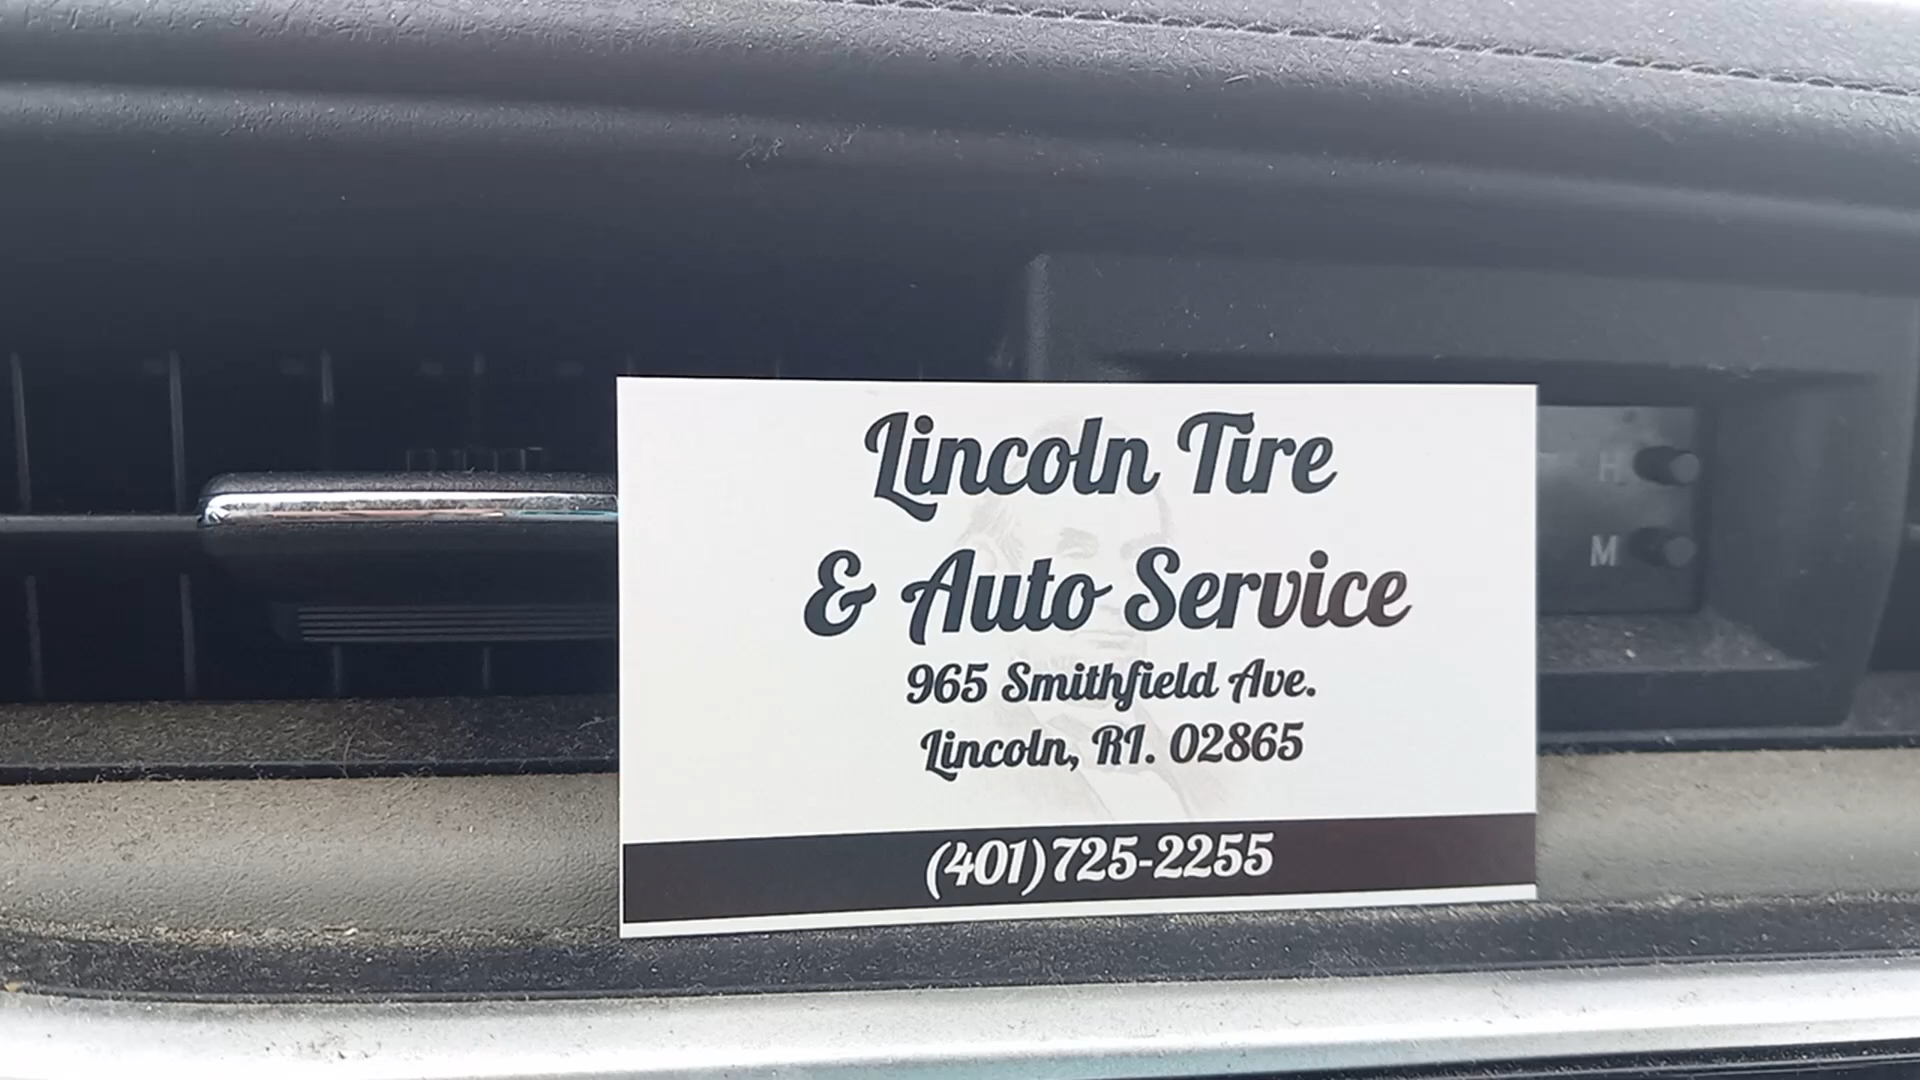 Lincoln Tire
& Auto Service
965 Smithfield Ave.
Lincoln, RI. 02865
(401)725-2255
H
M